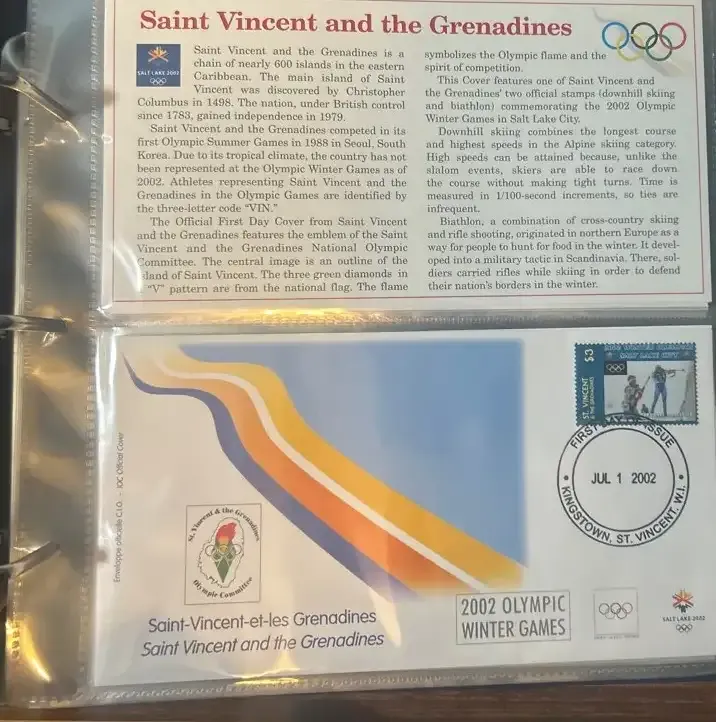 Saint Vincent and the Grenadines
SALT LAKE 2002
Saint Vincent and the Grenadines is a
chain of nearly 600 islands in the eastern
Caribbean. The main island of Saint
Vincent was discovered by Christopher
Columbus in 1498. The nation, under British control
since 1783, gained independence in 1979.
Saint Vincent and the Grenadines competed in its
first Olympic Summer Games in 1988 in Seoul, South
Korea. Due to its tropical climate, the country has not
been represented at the Olympic Winter Games as of
2002. Athletes representing Saint Vincent and the
Grenadines in the Olympic Games are identified by
the three-letter code “VIN.”
The Official First Day Cover from Saint Vincent
and the Grenadines features the emblem of the Saint
Vincent and the Grenadines National Olympic
Committee. The central image is an outline of the
island of Saint Vincent. The three green diamonds in
“V” pattern are from the national flag. The flame
symbolizes the Olympic flame and the
spirit of competition.
This Cover features one of Saint Vincent and
the Grenadines' two official stamps (downhill skiing
and biathlon) commemorating the 2002 Olympic
Winter Games in Salt Lake City.
Downhill skiing combines the longest course
and highest speeds in the Alpine skiing category.
High speeds can be attained because, unlike the
slalom events, skiers are able to race down
the course without making tight turns. Time is
measured in 1/100-second increments, so ties are
infrequent.
Biathlon, a combination of cross-country skiing
and rifle shooting, originated in northern Europe as a
way for people to hunt for food in the winter. It devel-
oped into a military tactic in Scandinavia. There, sol-
diers carried rifles while skiing in order to defend
their nation's borders in the winter.
Enveloppe officielle C.I.O. - IOC Official Cover
$3
ST. VINCENT
& THE GRENADINES
SALT LAKE CITY
FIRST DAY OF ISSUE
JUL 1 2002
KINGSTOWN, ST. VINCENT, W.I.
St. Vincent & the Grenadines
Olympic Committee
Saint-Vincent-et-les Grenadines
Saint Vincent and the Grenadines
2002 OLYMPIC
WINTER GAMES
SALT LAKE 2002